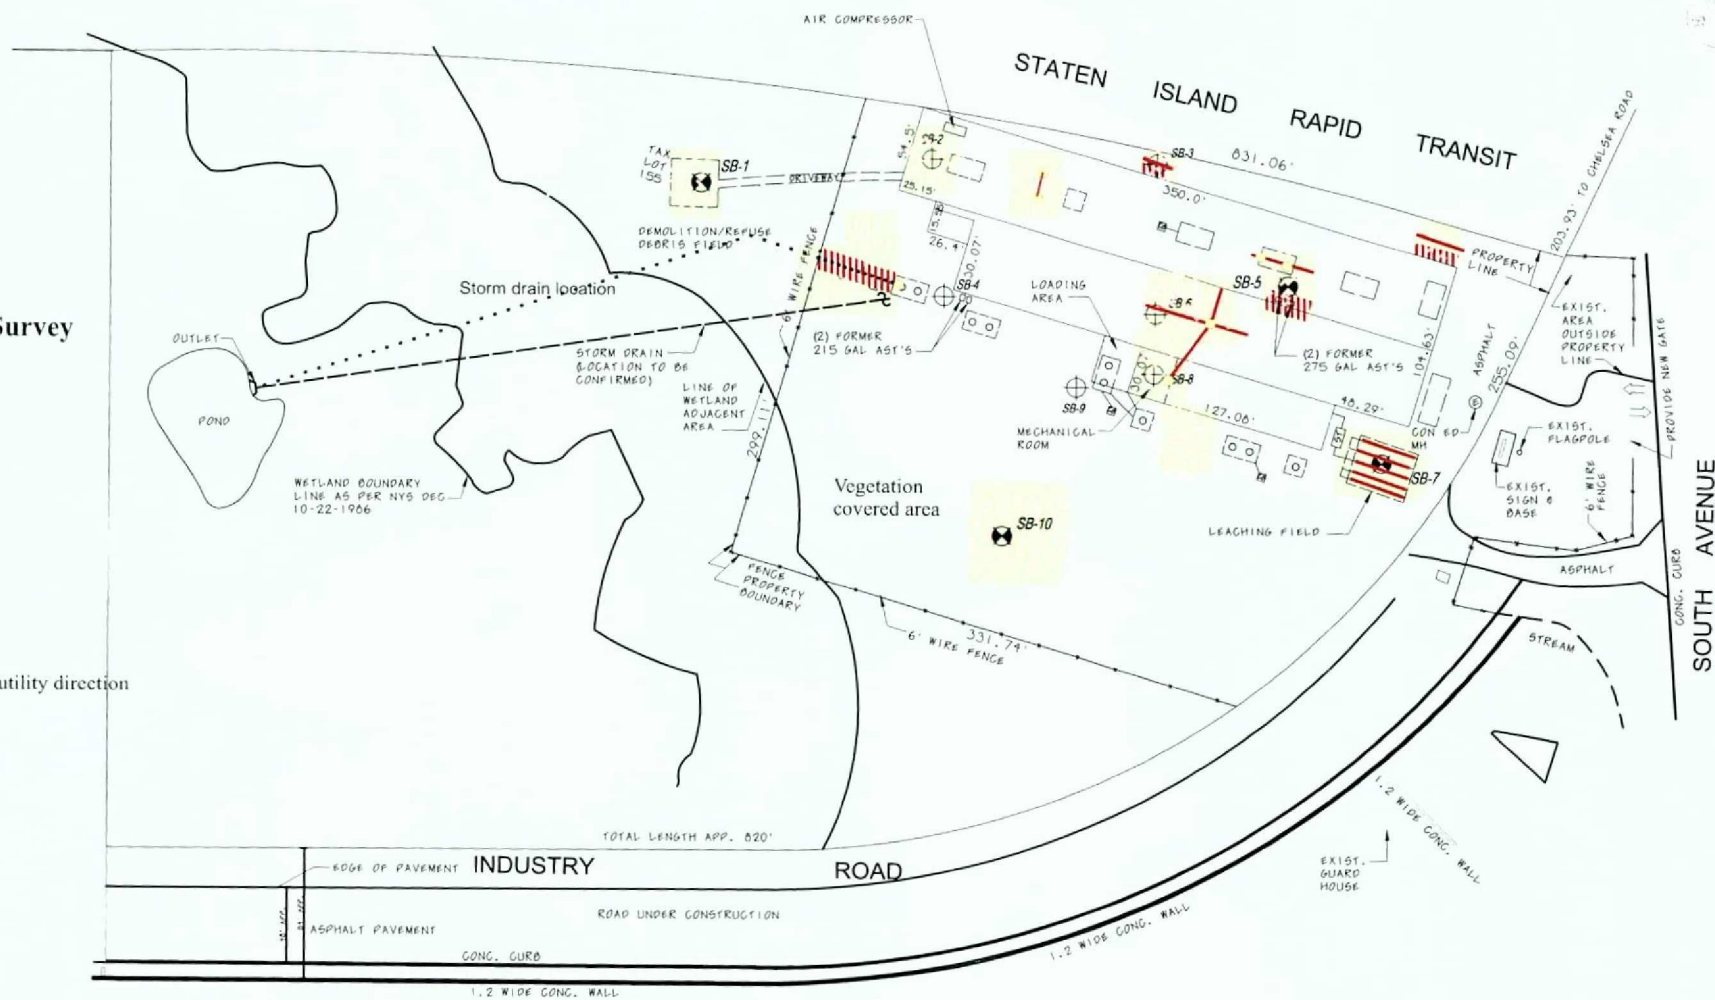 AIR COMPRESSOR
STATEN ISLAND RAPID TRANSIT
831.06'
203.93' TO CHELSEA ROAD
TAX
LOT
155
SB-1
DRIVEWAY
54.5'
SB-2
25.15'
SB-3
350.0'
PROPERTY
LINE
DEMOLITION/REFUSE
DEBRIS FIELD
26.4'
30.07'
SB-4
6' WIRE FENCE
Storm drain location
LOADING
AREA
SB-5
SB-6
EXIST.
AREA
OUTSIDE
PROPERTY
LINE
Survey
OUTLET
POND
STORM DRAIN
(LOCATION TO BE
CONFIRMED)
(2) FORMER
215 GAL AST'S
(2) FORMER
275 GAL AST'S
104.63'
ASPHALT
255.09'
PROVIDE NEW GATE
LINE OF
WETLAND
ADJACENT
AREA
299.11'
SB-8
SB-9
127.08'
48.29'
MECHANICAL
ROOM
CON ED
MH
EXIST.
FLAGPOLE
WETLAND BOUNDARY
LINE AS PER NYS DEC
10-22-1986
Vegetation
covered area
SB-10
SB-7
LEACHING FIELD
EXIST.
SIGN &
BASE
6' WIRE
FENCE
SOUTH AVENUE
FENCE
PROPERTY
BOUNDARY
6' WIRE FENCE
331.74'
ASPHALT
CONC. CURB
STREAM
utility direction
TOTAL LENGTH APP. 820'
EDGE OF PAVEMENT
INDUSTRY ROAD
ROAD UNDER CONSTRUCTION
ASPHALT PAVEMENT
CONC. CURB
1.2 WIDE CONC. WALL
1.2 WIDE CONC. WALL
1.2 WIDE CONC. WALL
EXIST.
GUARD
HOUSE